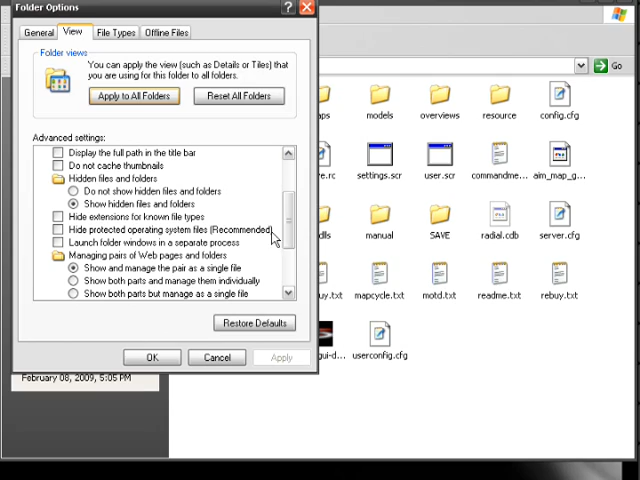 Folder Options
General View File Types Offline Files
Folder views
You can apply the view (such as Details or Tiles) that
you are using for this folder to all folders.
Apply to All Folders Reset All Folders
Advanced settings:
Display the full path in the title bar
Do not cache thumbnails
Hidden files and folders
Do not show hidden files and folders
Show hidden files and folders
Hide extensions for known file types
Hide protected operating system files (Recommended)
Launch folder windows in a separate process
Managing pairs of Web pages and folders
Show and manage the pair as a single file
Show both parts and manage them individually
Show both parts but manage as a single file
Restore Defaults
OK Cancel Apply
February 08, 2009, 5:05 PM
Go
models overviews resource config.cfg
settings.scr user.scr commandme... aim_map_g...
manual SAVE radial.cdb server.cfg
mapcycle.txt motd.txt readme.txt rebuy.txt
userconfig.cfg